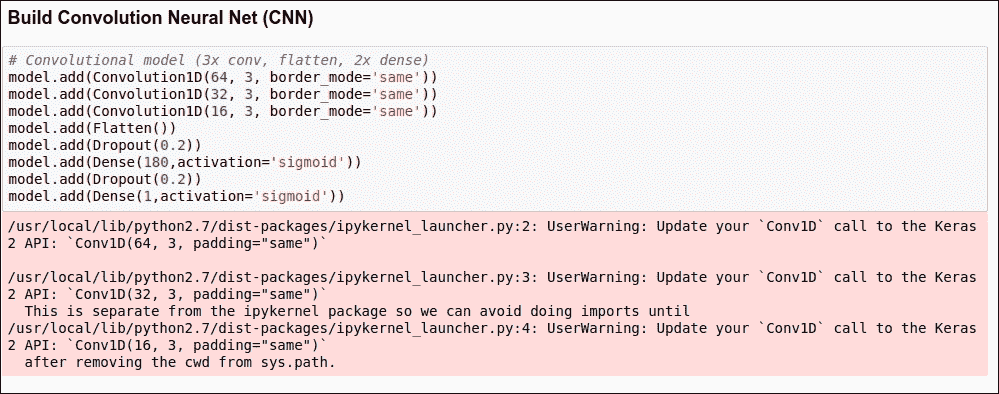 Build Convolution Neural Net (CNN)
# Convolutional model (3x conv, flatten, 2x dense)
model.add(Convolution1D(64, 3, border_mode='same'))
model.add(Convolution1D(32, 3, border_mode='same'))
model.add(Convolution1D(16, 3, border_mode='same'))
model.add(Flatten())
model.add(Dropout(0.2))
model.add(Dense(180,activation='sigmoid'))
model.add(Dropout(0.2))
model.add(Dense(1,activation='sigmoid'))
/usr/local/lib/python2.7/dist-packages/ipykernel_launcher.py:2: UserWarning: Update your `Conv1D` call to the Keras
2 API: `Conv1D(64, 3, padding="same")`
/usr/local/lib/python2.7/dist-packages/ipykernel_launcher.py:3: UserWarning: Update your `Conv1D` call to the Keras
2 API: `Conv1D(32, 3, padding="same")`
  This is separate from the ipykernel package so we can avoid doing imports until
/usr/local/lib/python2.7/dist-packages/ipykernel_launcher.py:4: UserWarning: Update your `Conv1D` call to the Keras
2 API: `Conv1D(16, 3, padding="same")`
  after removing the cwd from sys.path.